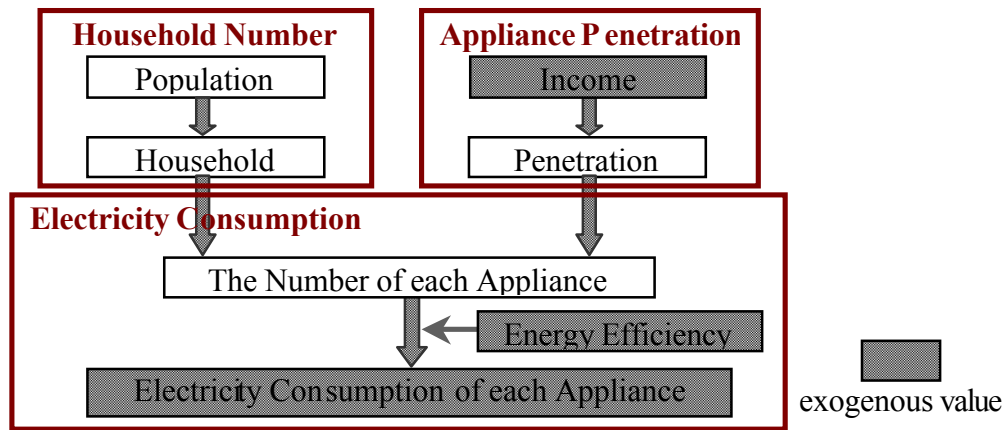 Household Number
Population
Household
Appliance Penetration
Income
Penetration
Electricity Consumption
The Number of each Appliance
Energy Efficiency
Electricity Consumption of each Appliance
exogenous value